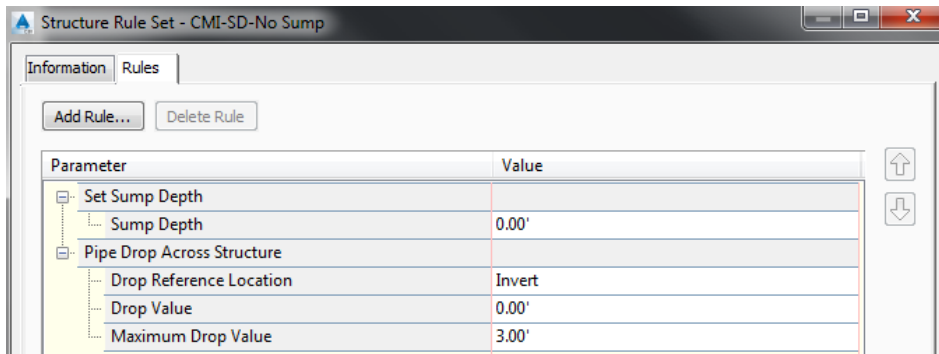 Structure Rule Set - CMI-SD-No Sump
Information Rules
Add Rule... Delete Rule
Parameter Value
Set Sump Depth
Sump Depth 0.00'
Pipe Drop Across Structure
Drop Reference Location Invert
Drop Value 0.00'
Maximum Drop Value 3.00'